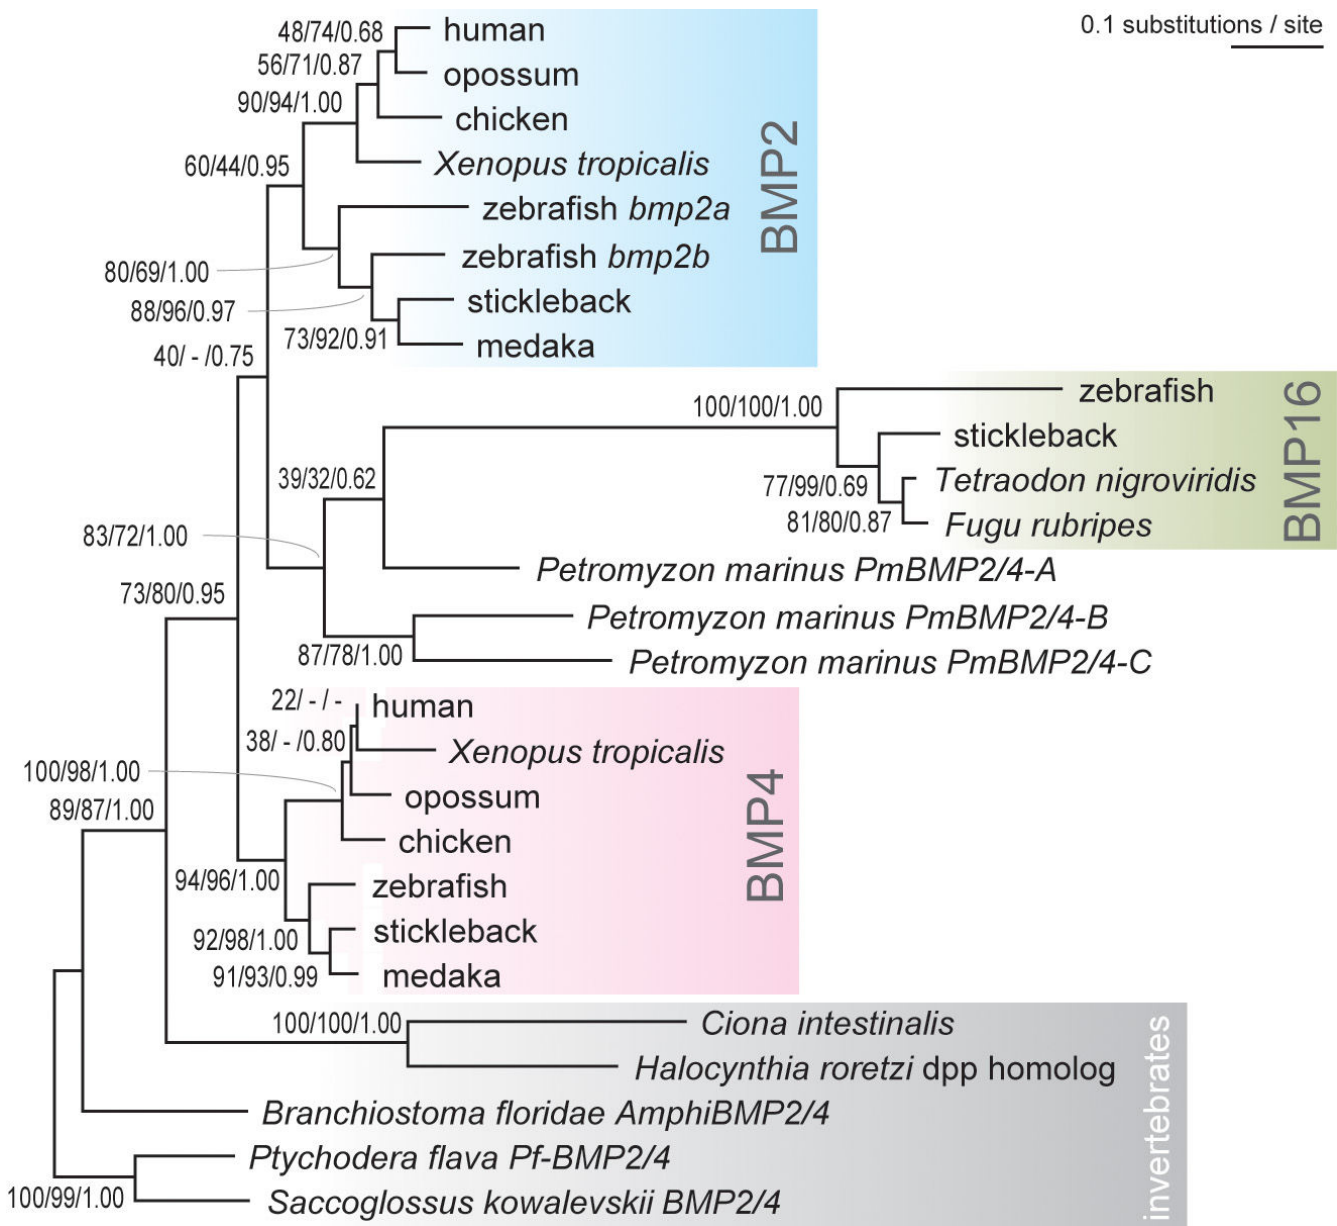 48/74/0.68
human
0.1 substitutions / site
56/71/0.87
opossum
90/94/1.00
chicken
60/44/0.95
Xenopus tropicalis
zebrafish bmp2a
BMP2
80/69/1.00
zebrafish bmp2b
88/96/0.97
stickleback
73/92/0.91
medaka
40/ - /0.75
zebrafish
100/100/1.00
stickleback
BMP16
39/32/0.62
77/99/0.69
Tetraodon nigroviridis
81/80/0.87
Fugu rubripes
83/72/1.00
Petromyzon marinus PmBMP2/4-A
73/80/0.95
Petromyzon marinus PmBMP2/4-B
87/78/1.00
Petromyzon marinus PmBMP2/4-C
22/ - / -
human
38/ - /0.80
Xenopus tropicalis
100/98/1.00
opossum
BMP4
89/87/1.00
chicken
94/96/1.00
zebrafish
92/98/1.00
stickleback
91/93/0.99
medaka
100/100/1.00
Ciona intestinalis
Halocynthia roretzi dpp homolog
invertebrates
Branchiostoma floridae AmphiBMP2/4
Ptychodera flava Pf-BMP2/4
100/99/1.00
Saccoglossus kowalevskii BMP2/4